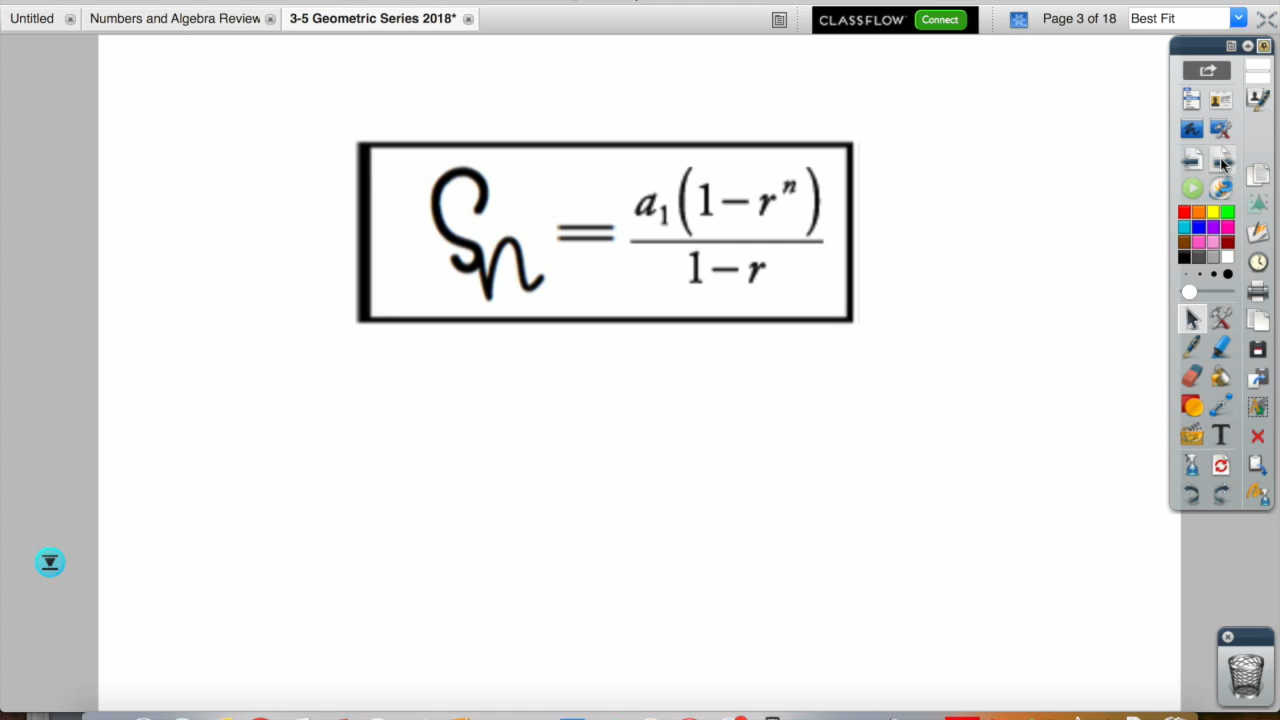 Untitled
Numbers and Algebra Review
3-5 Geometric Series 2018*
CLASSFLOW Connect
Page 3 of 18
Best Fit
Sn = a₁(1−rⁿ)
1−r
T